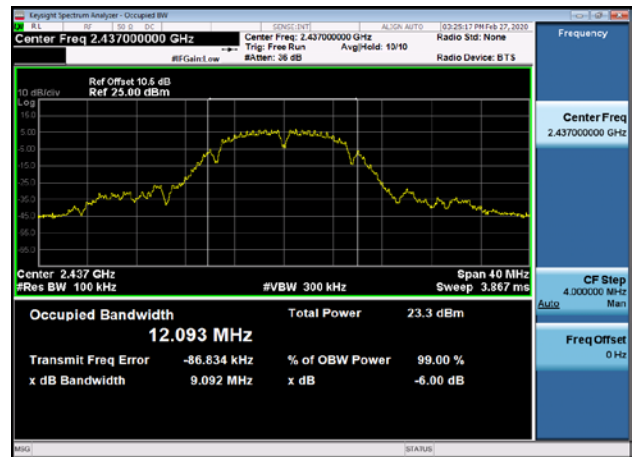 Keysight Spectrum Analyzer - Occupied BW
RL RF 50 Ω DC SENSE:INT ALIGN AUTO 03:25:17 PM Feb 27, 2020
Center Freq 2.437000000 GHz
Center Freq: 2.437000000 GHz Radio Std: None
Trig: Free Run Avg|Hold: 10/10
#IFGain:Low #Atten: 36 dB Radio Device: BTS
Ref Offset 10.6 dB
10 dB/div Ref 25.00 dBm
Log
15.0
5.00
-5.00
-15.0
-25.0
-35.0
-45.0
-55.0
-65.0
Center 2.437 GHz Span 40 MHz
#Res BW 100 kHz #VBW 300 kHz Sweep 3.867 ms
Occupied Bandwidth Total Power 23.3 dBm
12.093 MHz
Transmit Freq Error -86.834 kHz % of OBW Power 99.00 %
x dB Bandwidth 9.092 MHz x dB -6.00 dB
MSG STATUS
Frequency
Center Freq
2.437000000 GHz
CF Step
4.000000 MHz
Auto Man
Freq Offset
0 Hz